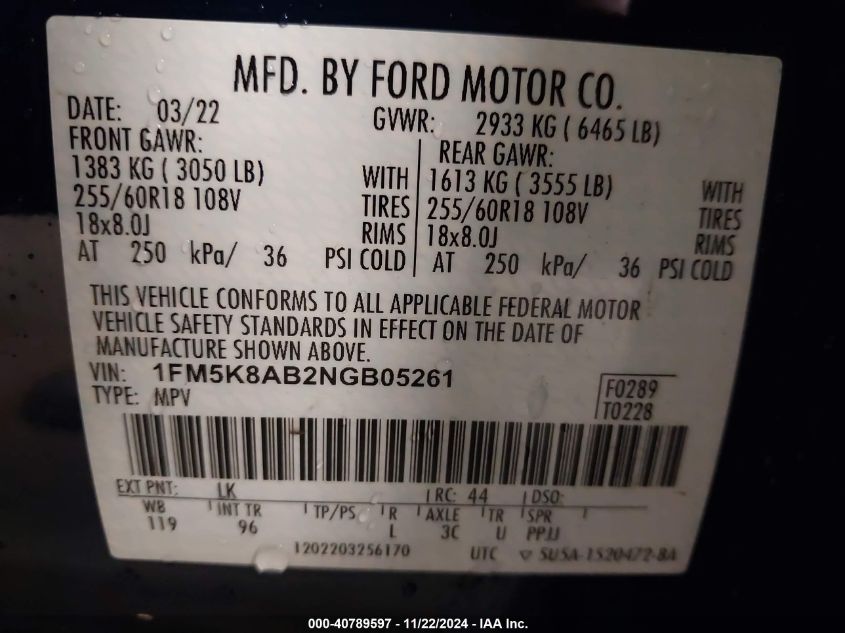 MFD. BY FORD MOTOR CO.
DATE: 03/22 GVWR: 2933 KG ( 6465 LB)
FRONT GAWR: REAR GAWR:
1383 KG ( 3050 LB) WITH 1613 KG ( 3555 LB) WITH
255/60R18 108V TIRES 255/60R18 108V TIRES
18x8.0J RIMS 18x8.0J RIMS
AT 250 kPa/ 36 PSI COLD AT 250 kPa/ 36 PSI COLD
THIS VEHICLE CONFORMS TO ALL APPLICABLE FEDERAL MOTOR
VEHICLE SAFETY STANDARDS IN EFFECT ON THE DATE OF
MANUFACTURE SHOWN ABOVE.
VIN: 1FM5K8AB2NGB05261
TYPE: MPV
F0289
T0228
EXT PNT: LK RC: 44 DSO:
WB INT TR TP/PS R AXLE TR SPR
119 96 L 3C U PPJJ
1202203256170 UTC SU5A-1520472-BA
000-40789597 - 11/22/2024 - IAA Inc.